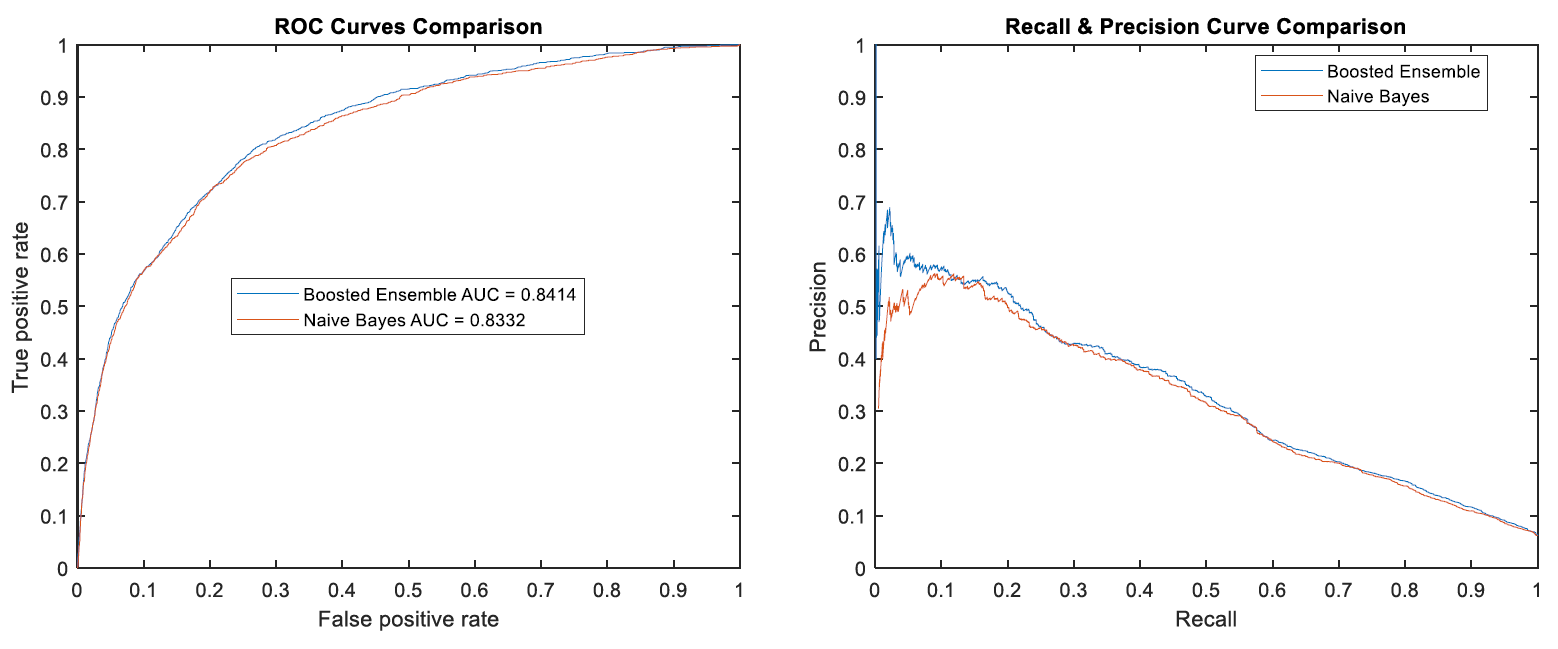 ROC Curves Comparison
1
0.9
0.8
0.7
0.6
0.5
0.4
0.3
0.2
0.1
0
True positive rate
Boosted Ensemble AUC = 0.8414
Naive Bayes AUC = 0.8332
0 0.1 0.2 0.3 0.4 0.5 0.6 0.7 0.8 0.9 1
False positive rate
Recall & Precision Curve Comparison
1
0.9
0.8
0.7
0.6
0.5
0.4
0.3
0.2
0.1
0
Precision
Boosted Ensemble
Naive Bayes
0 0.1 0.2 0.3 0.4 0.5 0.6 0.7 0.8 0.9 1
Recall